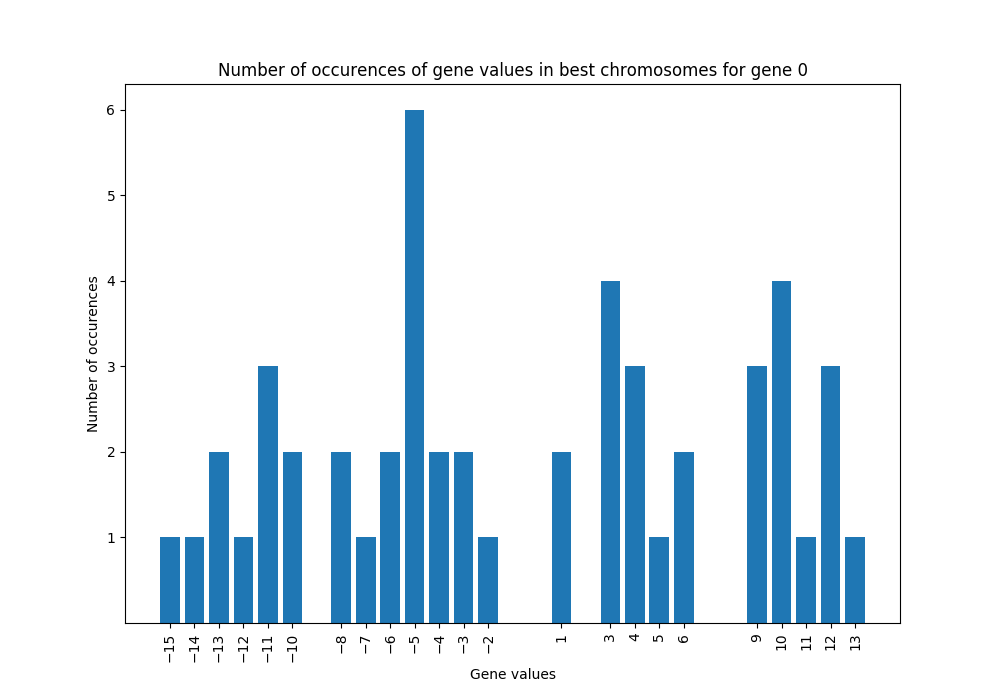 Number of occurences of gene values in best chromosomes for gene 0
6
5
4
3
2
1
Number of occurences
−15 −14 −13 −12 −11 −10 −8 −7 −6 −5 −4 −3 −2 1 3 4 5 6 9 10 11 12 13
Gene values